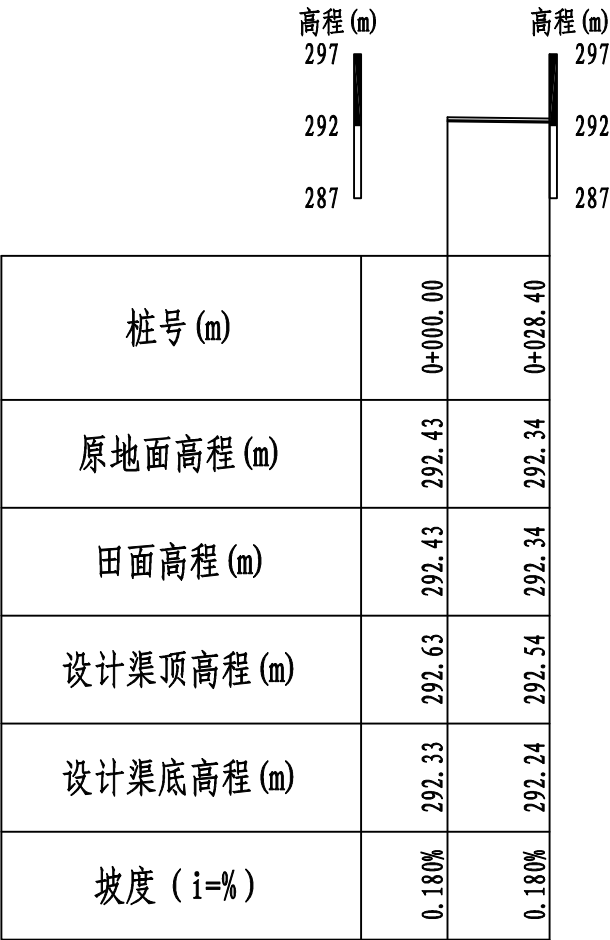 高程(m) 高程(m)
297 297
292 292
287 287
桩号(m) 0+000.00 0+028.40
原地面高程(m) 292.43 292.34
田面高程(m) 292.43 292.34
设计渠顶高程(m) 292.63 292.54
设计渠底高程(m) 292.33 292.24
坡度（i=%） 0.180% 0.180%